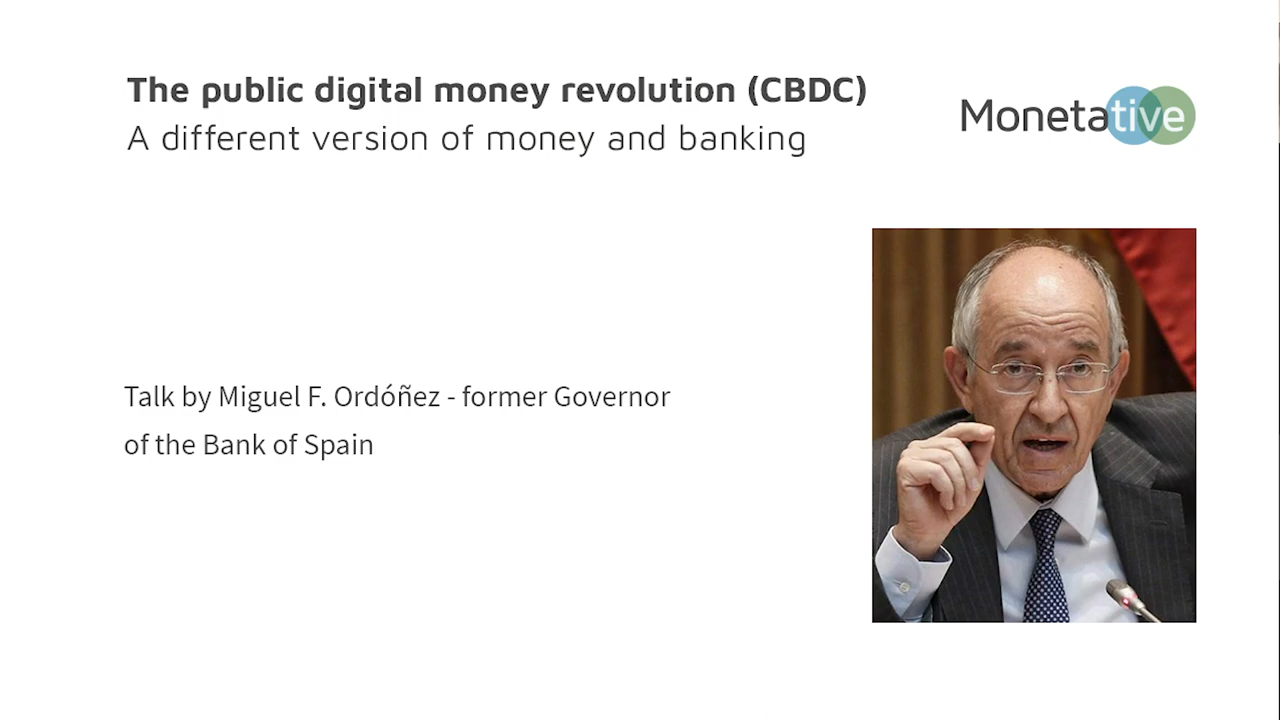 The public digital money revolution (CBDC)
A different version of money and banking
Monetative
Talk by Miguel F. Ordóñez - former Governor
of the Bank of Spain